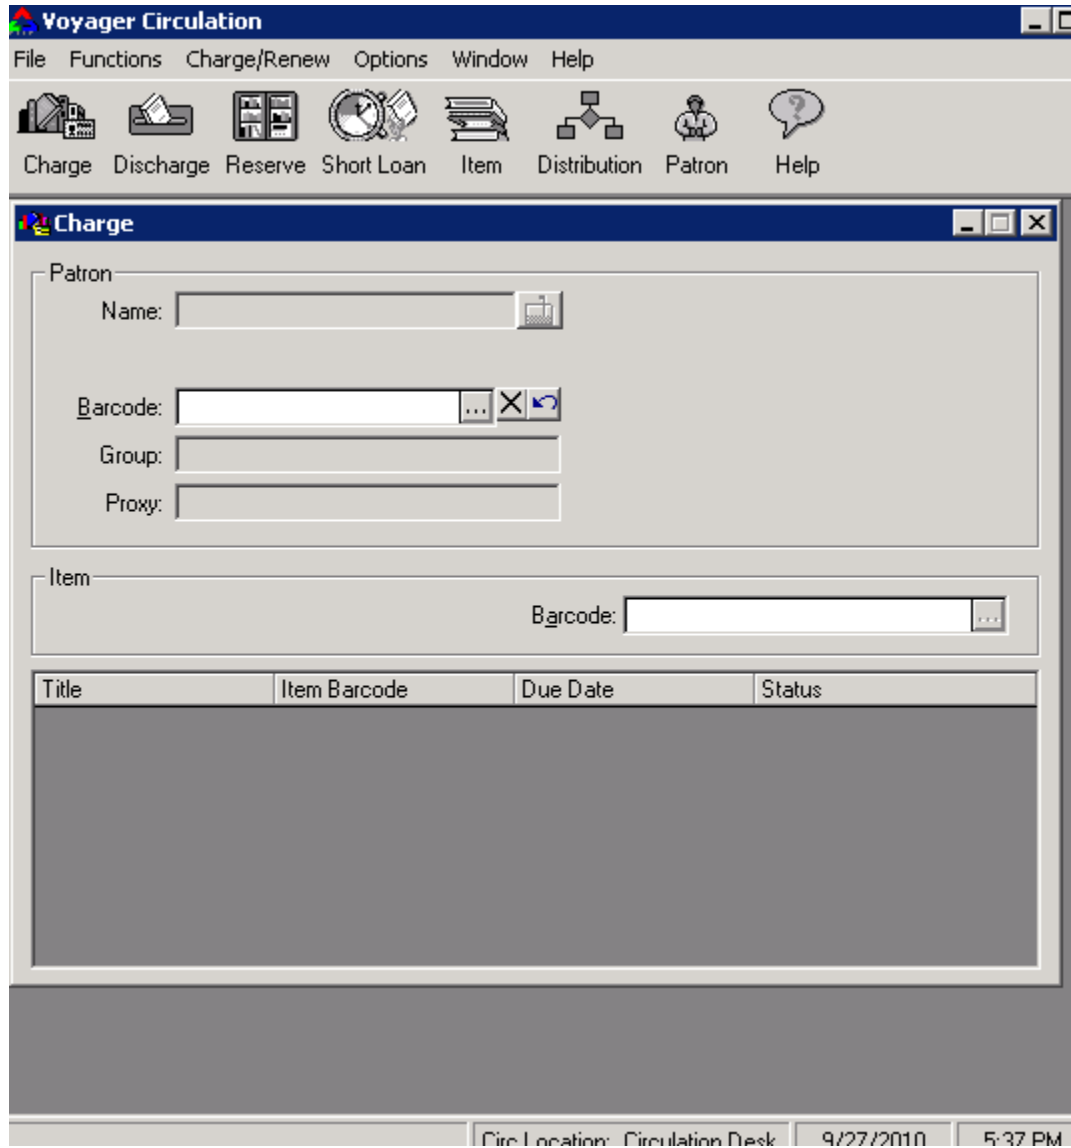 Voyager Circulation
File Functions Charge/Renew Options Window Help
Charge Discharge Reserve Short Loan Item Distribution Patron Help
Charge
Patron
Name:
Barcode: ...
Group:
Proxy:
Item
Barcode: ...
Title Item Barcode Due Date Status
Circ Location: Circulation Desk 9/27/2010 5:37 PM